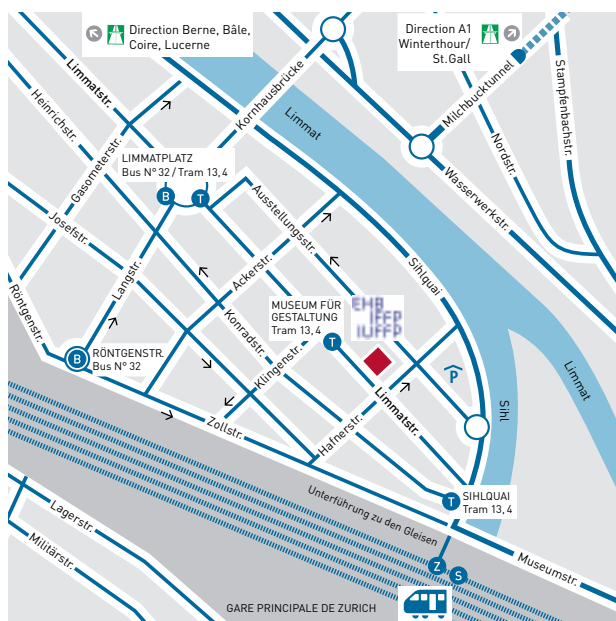 Direction Berne, Bâle,
Coire, Lucerne
Direction A1
Winterthour/
St.Gall
Limmatstr.
Heinrichstr.
Gasometerstr.
Kornhausbrücke
Limmat
Milchbucktunnel
Stampfenbachstr.
Nordstr.
Wasserwerkstr.
LIMMATPLATZ
Bus N° 32 / Tram 13,4
B
T
Josefstr.
Langstr.
Ausstellungsstr.
Ackerstr.
Sihlquai
Röntgenstr.
Konradstr.
Klingenstr.
MUSEUM FÜR
GESTALTUNG
Tram 13,4
T
EHB
IFFP
IUFFP
B
RÖNTGENSTR.
Bus N° 32
P
Limmat
Zollstr.
Hafnerstr.
Limmatstr.
Sihl
T
SIHLQUAI
Tram 13,4
Unterführung zu den Gleisen
Lagerstr.
Militärstr.
Museumstr.
Z
S
GARE PRINCIPALE DE ZURICH